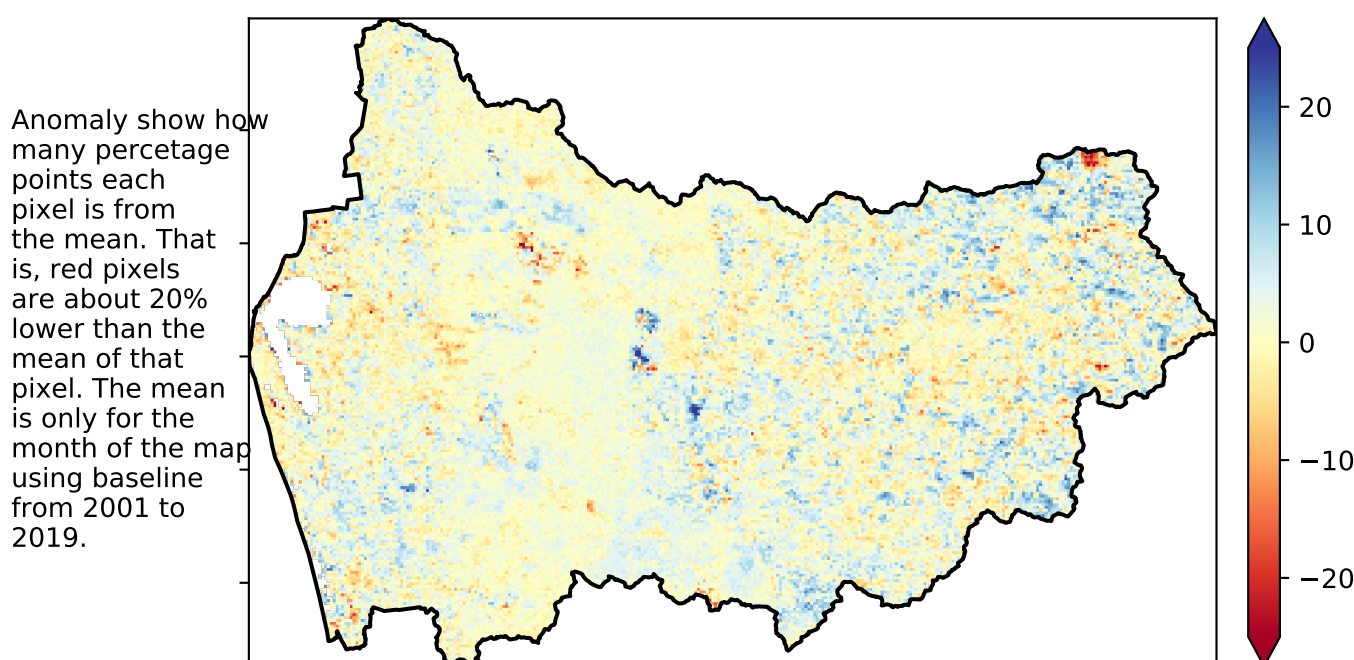 Anomaly show how
many percetage
points each
pixel is from
the mean. That
is, red pixels
are about 20%
lower than the
mean of that
pixel. The mean
is only for the
month of the map
using baseline
from 2001 to
2019.
20
10
0
−10
−20